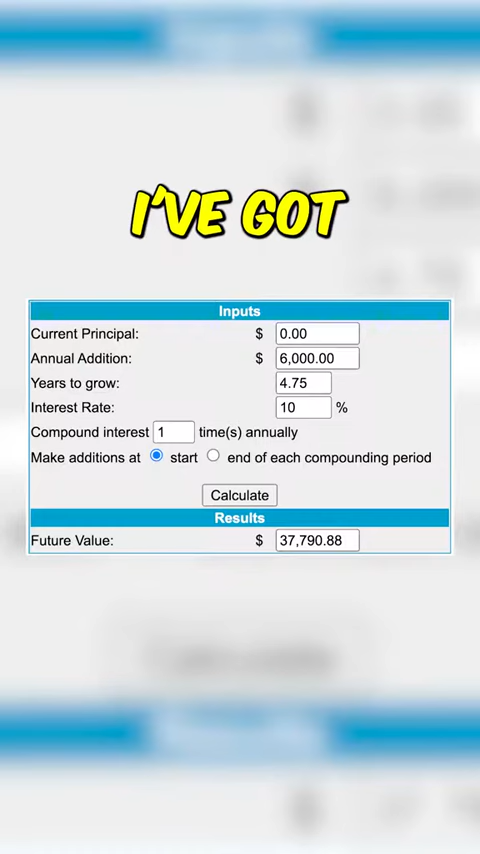 I'VE GOT
Inputs
Current Principal: $ 0.00
Annual Addition: $ 6,000.00
Years to grow: 4.75
Interest Rate: 10 %
Compound interest 1 time(s) annually
Make additions at start end of each compounding period
Calculate
Results
Future Value: $ 37,790.88